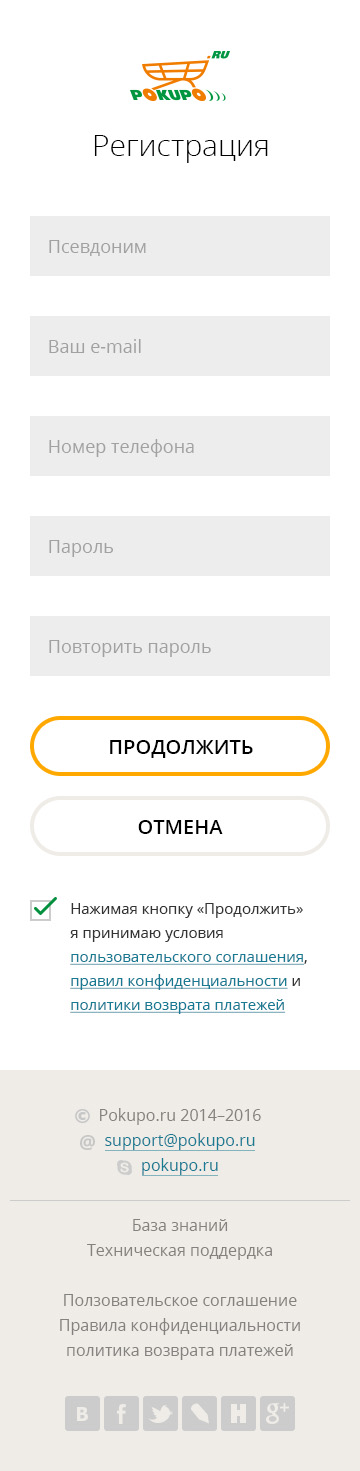 .RU
POKUPO
Регистрация
Псевдоним
Ваш e-mail
Номер телефона
Пароль
Повторить пароль
ПРОДОЛЖИТЬ
ОТМЕНА
Нажимая кнопку «Продолжить»
я принимаю условия
пользовательского соглашения,
правил конфиденциальности и
политики возврата платежей
© Pokupo.ru 2014–2016
@ support@pokupo.ru
pokupo.ru
База знаний
Техническая поддердка
Ползовательское соглашение
Правила конфиденциальности
политика возврата платежей
В f H g+